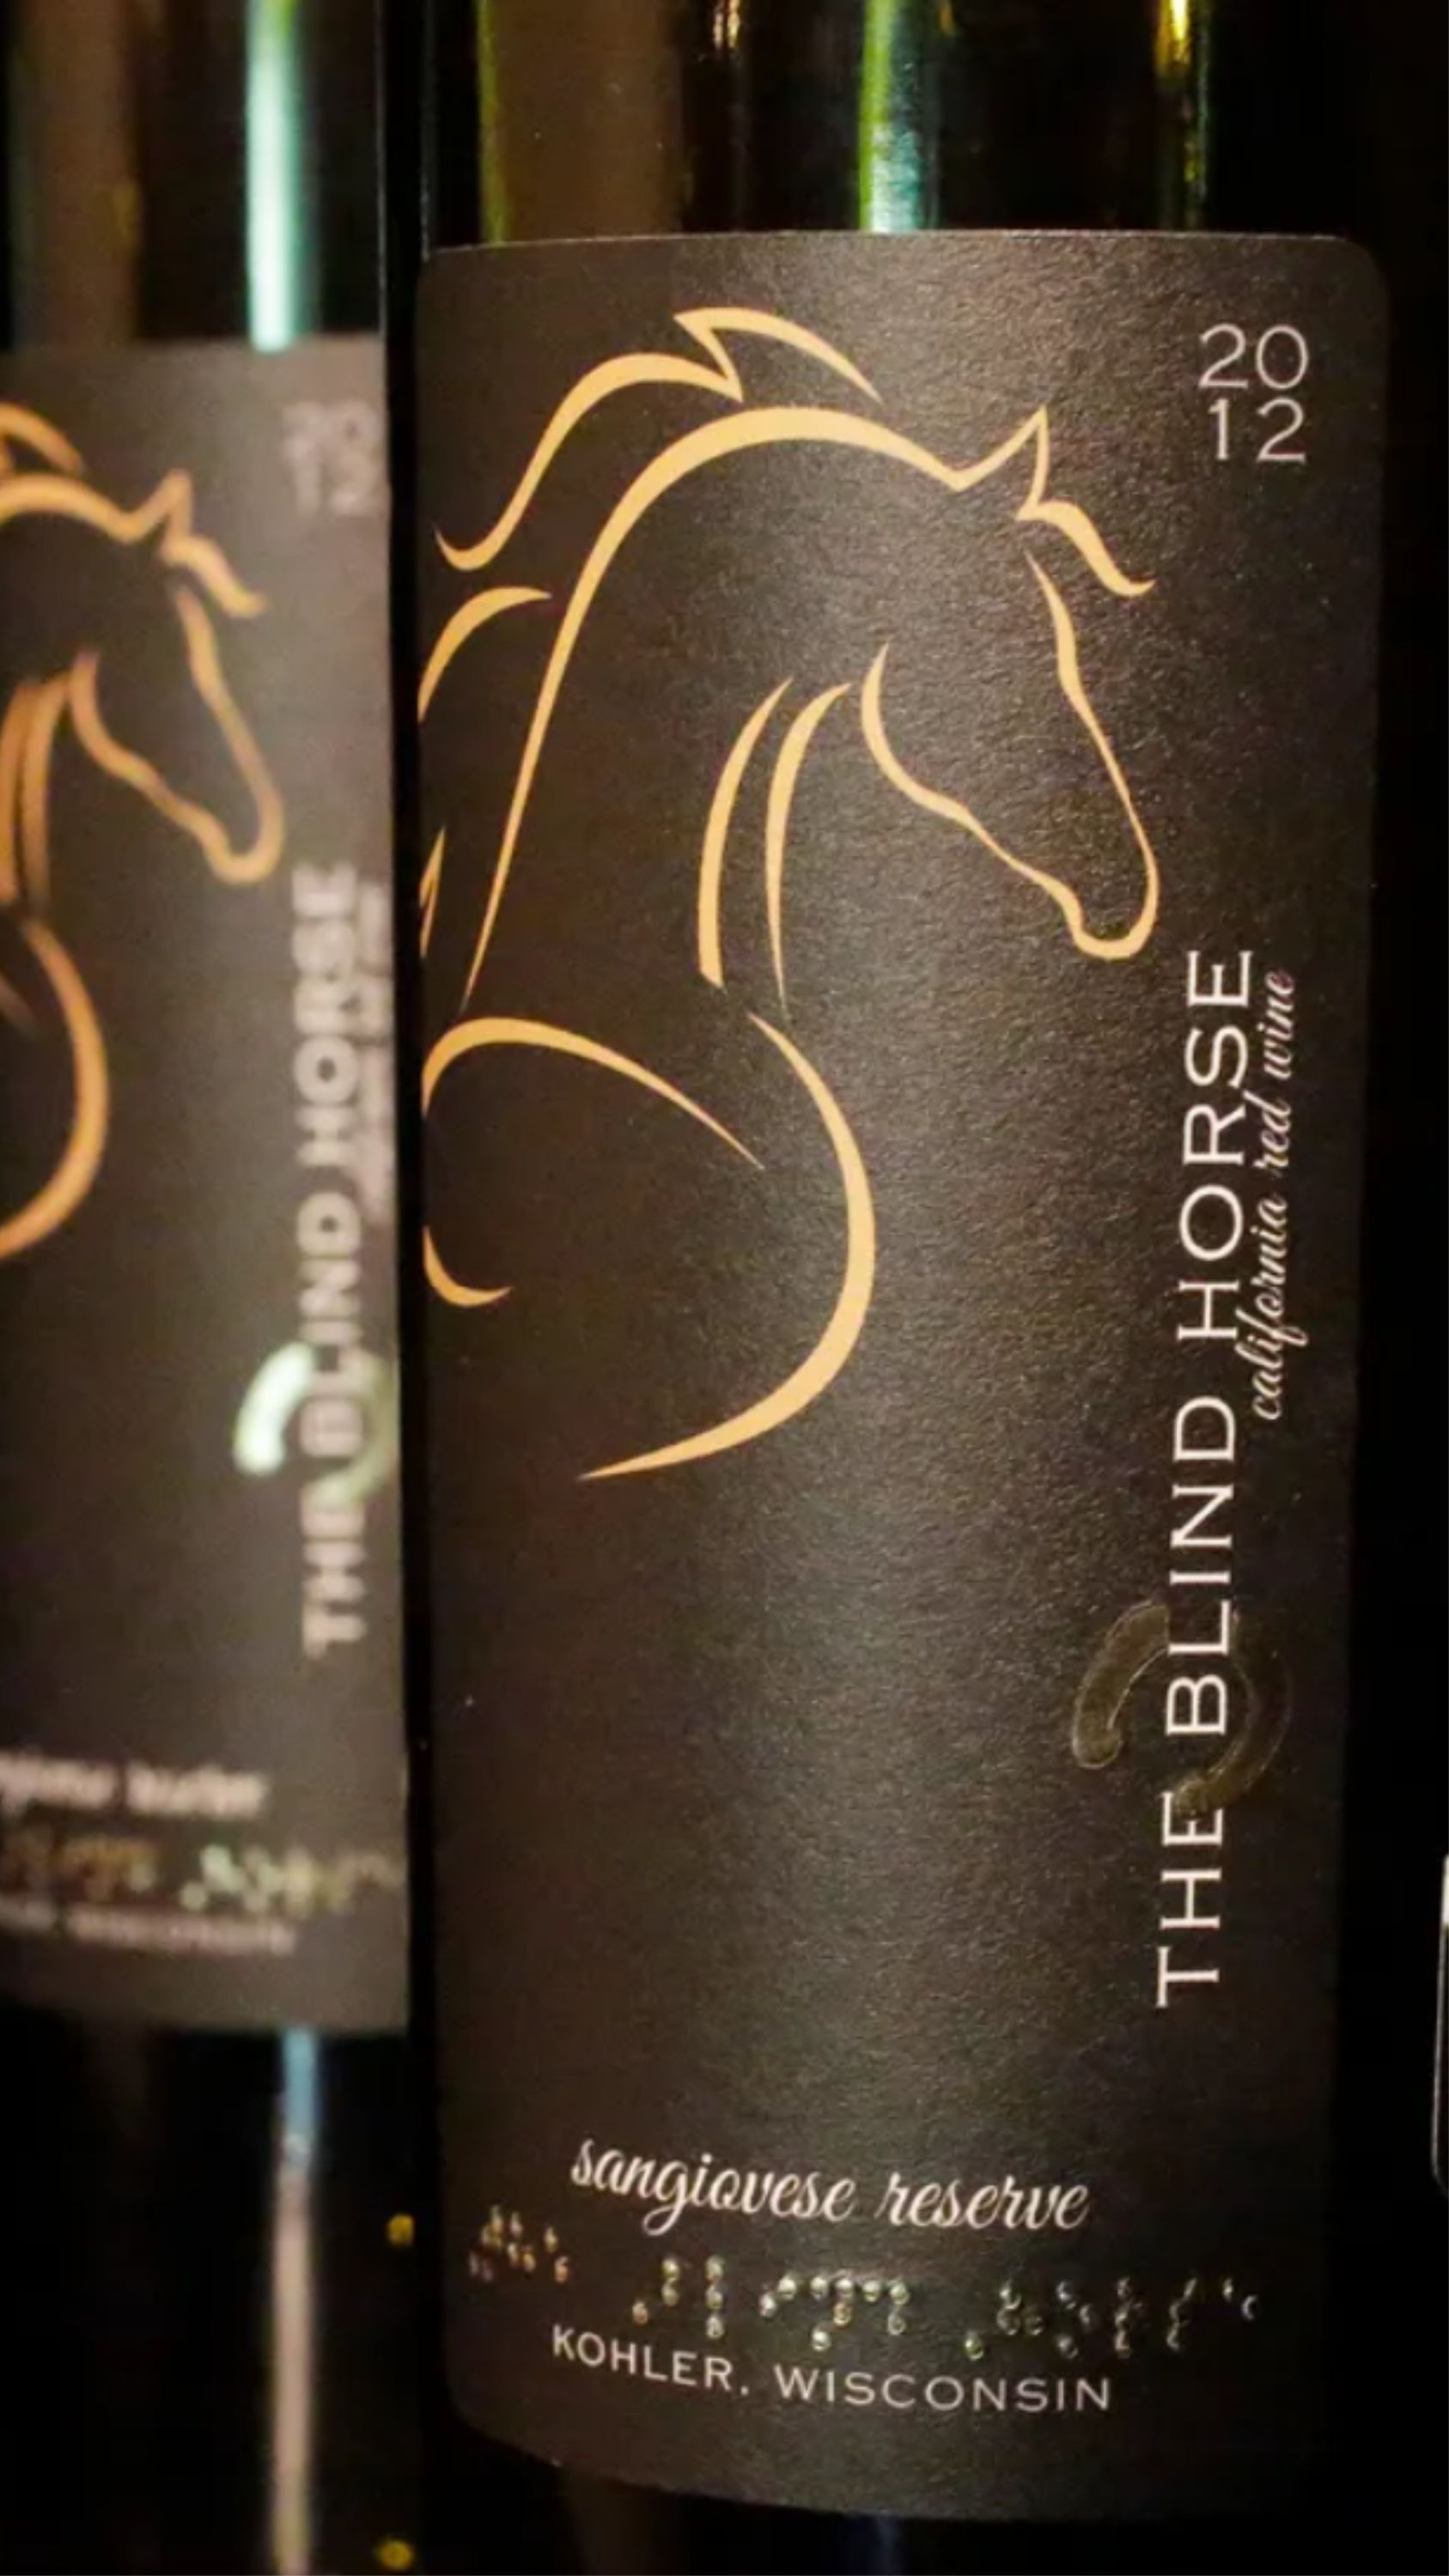 20
12
THE BLIND HORSE
california red wine
sangiovese reserve
KOHLER, WISCONSIN
THE BLIND HORSE